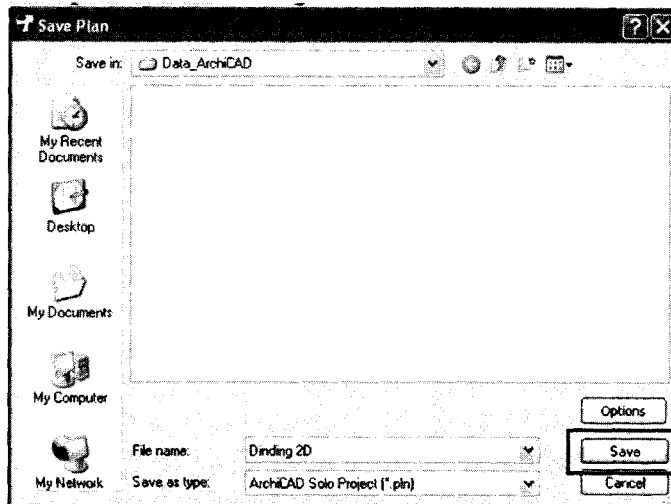 Save Plan
Save in: Data_ArchiCAD
My Recent
Documents
Desktop
My Documents
My Computer
My Network
Options
File name: Dinding 2D
Save
Save as type: ArchiCAD Solo Project (*.pln)
Cancel